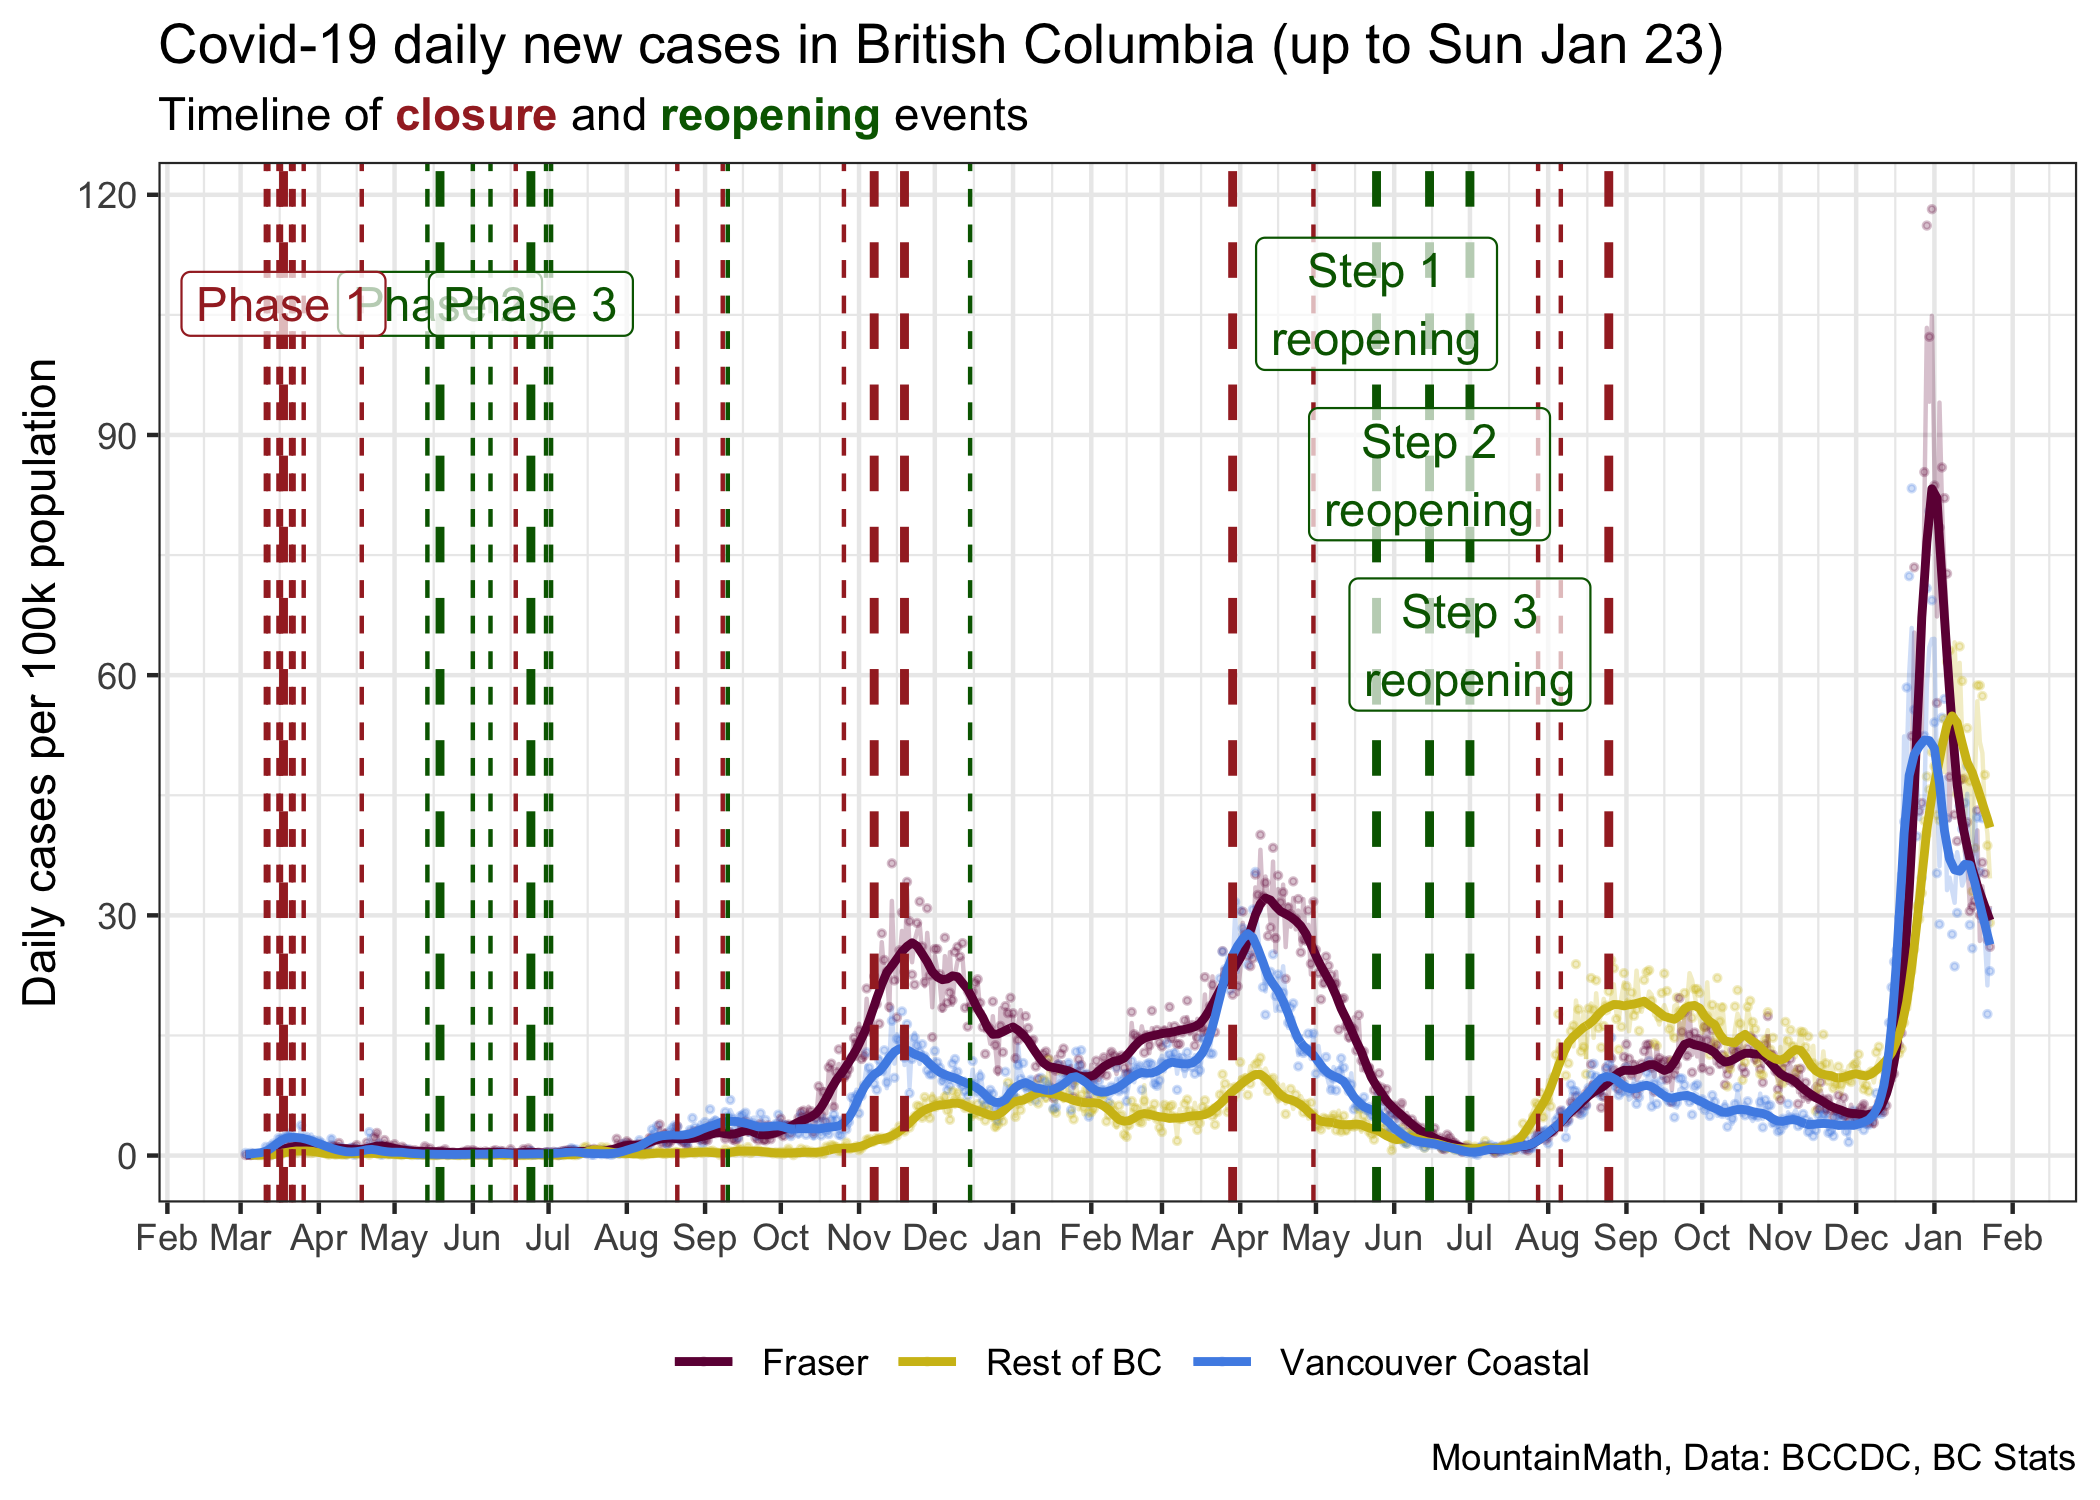 Covid-19 daily new cases in British Columbia (up to Sun Jan 23)
Timeline of closure and reopening events
Daily cases per 100k population
120
90
60
30
0
Phase 1
Phase 2
Phase 3
Step 1
reopening
Step 2
reopening
Step 3
reopening
Feb Mar Apr May Jun Jul Aug Sep Oct Nov Dec Jan Feb Mar Apr May Jun Jul Aug Sep Oct Nov Dec Jan Feb
Fraser Rest of BC Vancouver Coastal
MountainMath, Data: BCCDC, BC Stats